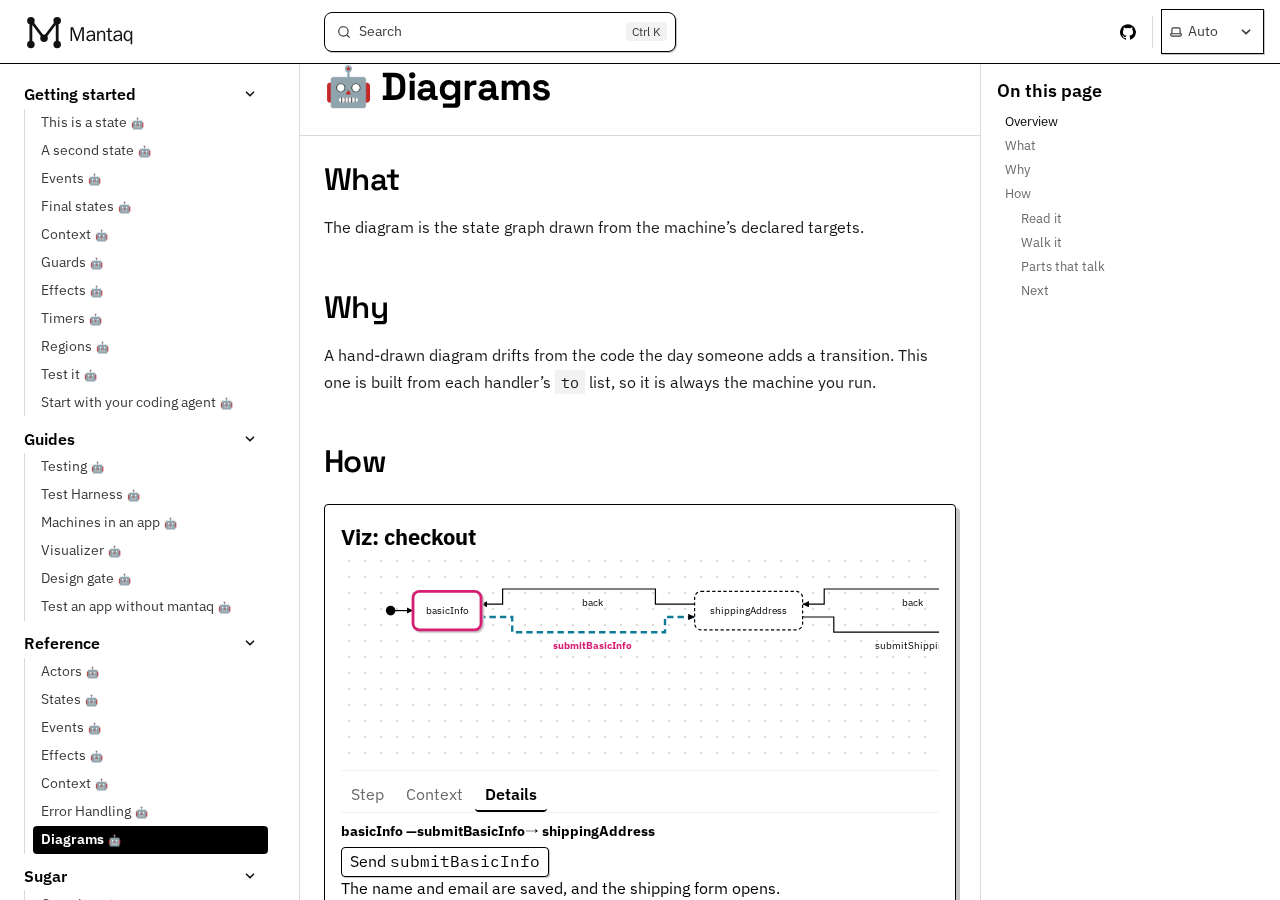 Mantaq
Search
Ctrl K
Auto
Getting started
This is a state 🤖
A second state 🤖
Events 🤖
Final states 🤖
Context 🤖
Guards 🤖
Effects 🤖
Timers 🤖
Regions 🤖
Test it 🤖
Start with your coding agent 🤖
Guides
Testing 🤖
Test Harness 🤖
Machines in an app 🤖
Visualizer 🤖
Design gate 🤖
Test an app without mantaq 🤖
Reference
Actors 🤖
States 🤖
Events 🤖
Effects 🤖
Context 🤖
Error Handling 🤖
Diagrams 🤖
Sugar
🤖 Diagrams
What
The diagram is the state graph drawn from the machine’s declared targets.
Why
A hand-drawn diagram drifts from the code the day someone adds a transition. This
one is built from each handler’s to list, so it is always the machine you run.
How
Viz: checkout
basicInfo
back
submitBasicInfo
shippingAddress
back
submitShippi
Step
Context
Details
basicInfo —submitBasicInfo→ shippingAddress
Send submitBasicInfo
The name and email are saved, and the shipping form opens.
On this page
Overview
What
Why
How
Read it
Walk it
Parts that talk
Next